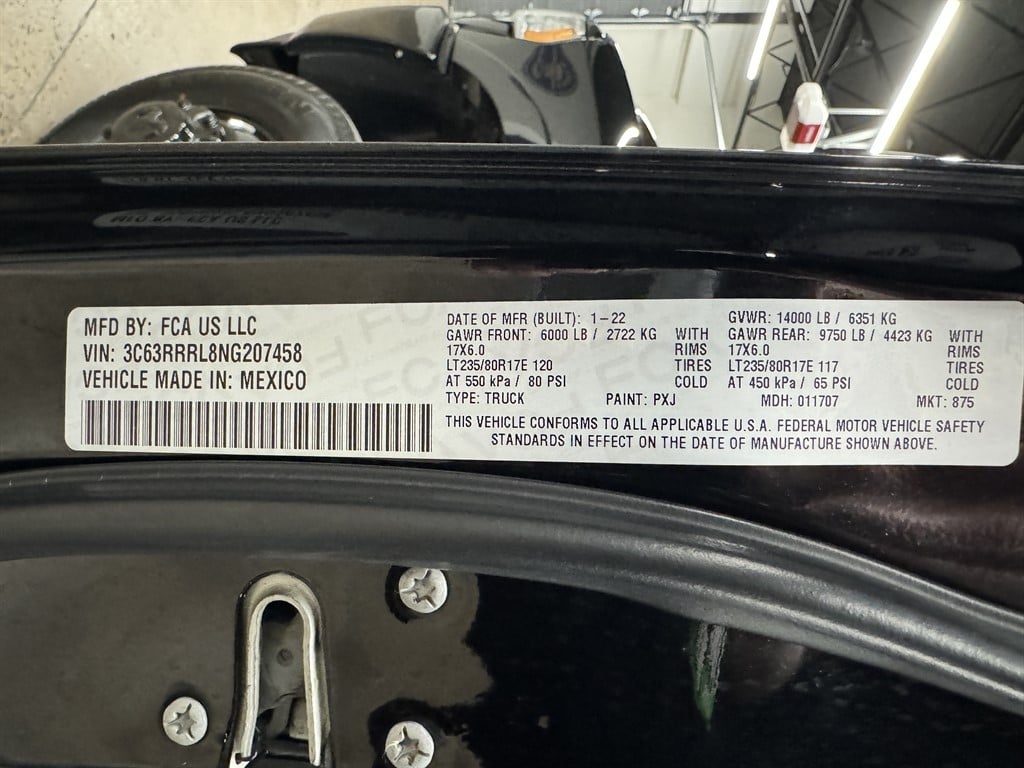 MFD BY: FCA US LLC
VIN: 3C63RRRL8NG207458
VEHICLE MADE IN: MEXICO
DATE OF MFR (BUILT): 1-22
GAWR FRONT: 6000 LB / 2722 KG WITH
17X6.0 RIMS
LT235/80R17E 120 TIRES
AT 550 kPa / 80 PSI COLD
TYPE: TRUCK PAINT: PXJ
GVWR: 14000 LB / 6351 KG
GAWR REAR: 9750 LB / 4423 KG WITH
17X6.0 RIMS
LT235/80R17E 117 TIRES
AT 450 kPa / 65 PSI COLD
MDH: 011707 MKT: 875
THIS VEHICLE CONFORMS TO ALL APPLICABLE U.S.A. FEDERAL MOTOR VEHICLE SAFETY
STANDARDS IN EFFECT ON THE DATE OF MANUFACTURE SHOWN ABOVE.